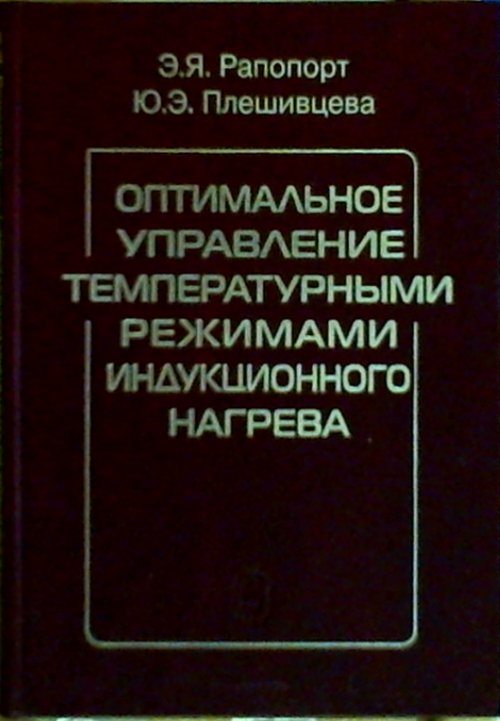 Э.Я. Рапопорт
Ю.Э. Плешивцева
ОПТИМАЛЬНОЕ
УПРАВЛЕНИЕ
ТЕМПЕРАТУРНЫМИ
РЕЖИМАМИ
ИНДУКЦИОННОГО
НАГРЕВА